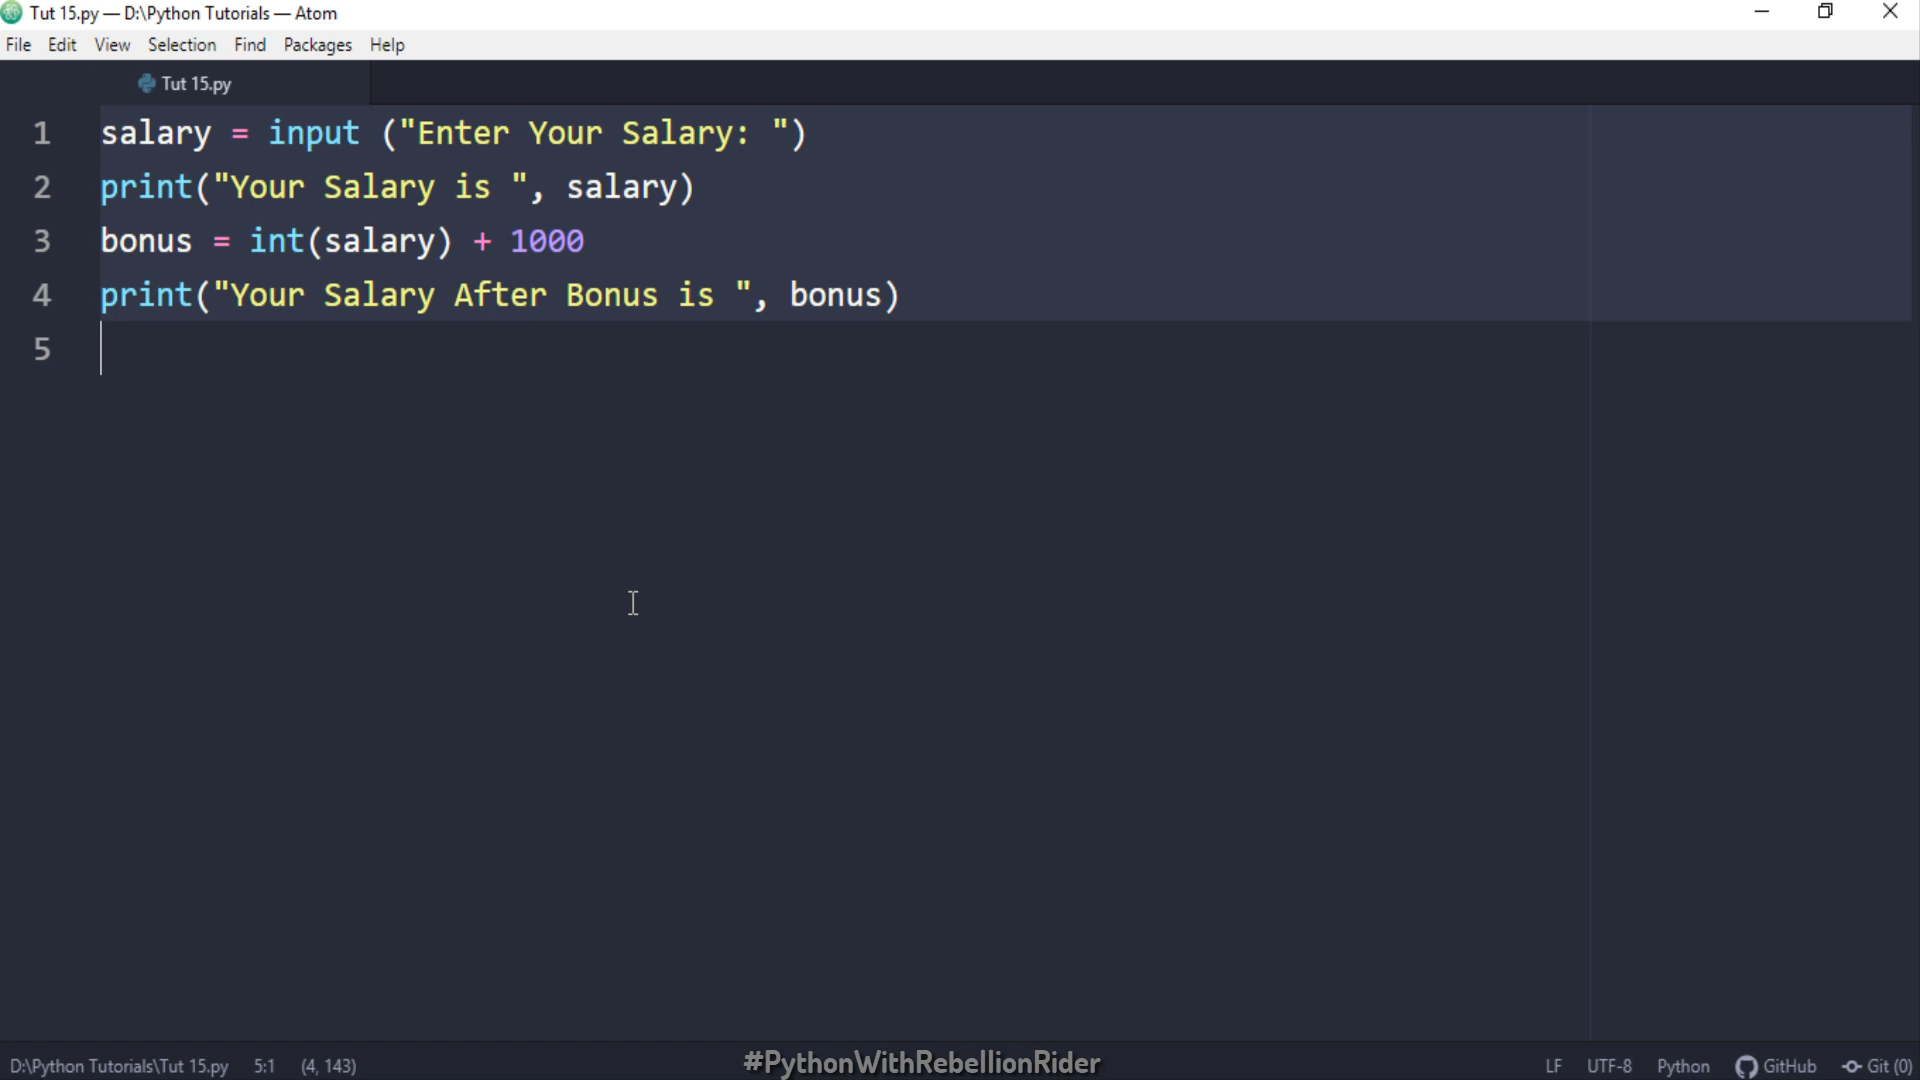 Tut 15.py — D:\Python Tutorials — Atom
File Edit View Selection Find Packages Help
Tut 15.py
1 salary = input ("Enter Your Salary: ")
2 print("Your Salary is ", salary)
3 bonus = int(salary) + 1000
4 print("Your Salary After Bonus is ", bonus)
5
D:\Python Tutorials\Tut 15.py 5:1 (4, 143) #PythonWithRebellionRider LF UTF-8 Python GitHub Git (0)